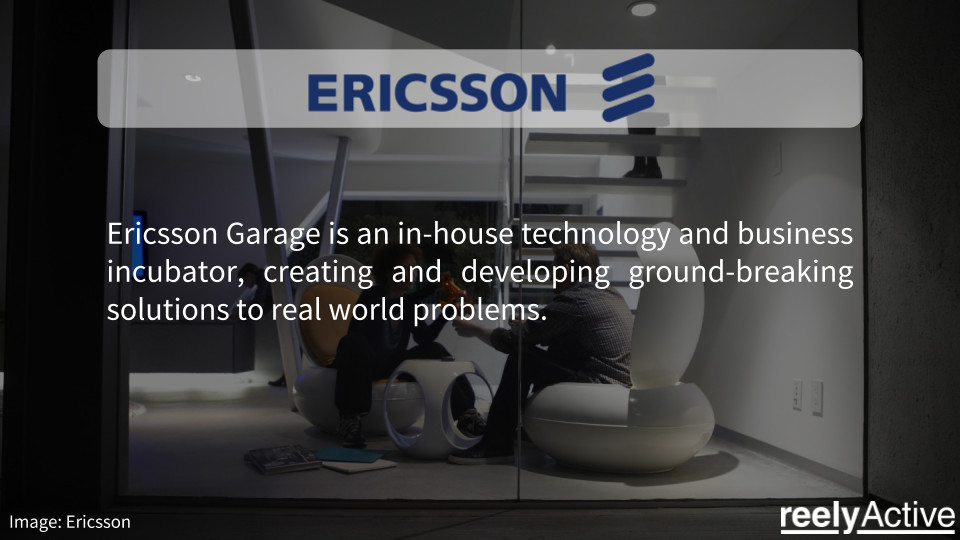 ERICSSON
Ericsson Garage is an in-house technology and business
incubator, creating and developing ground-breaking
solutions to real world problems.
Image: Ericsson
reelyActive